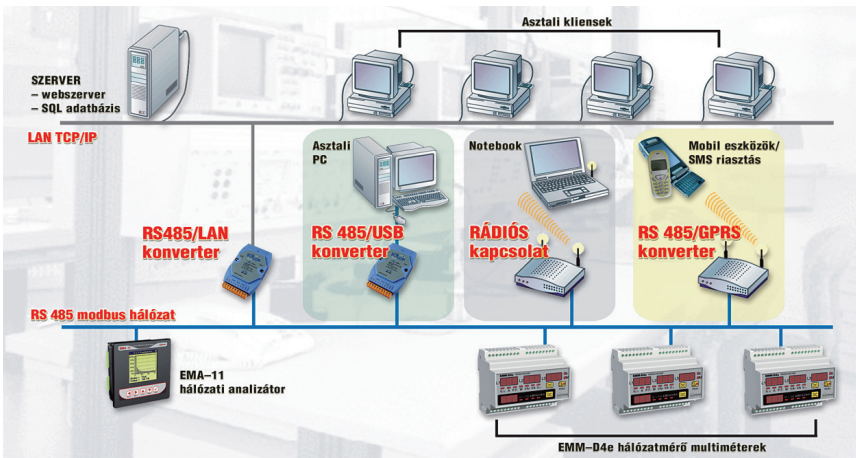 Asztali kliensek
SZERVER
– webszerver
– SQL adatbázis
LAN TCP/IP
Asztali
PC
Notebook
Mobil eszközök/
SMS riasztás
RS485/LAN
konverter
RS 485/USB
konverter
RÁDIÓS
kapcsolat
RS 485/GPRS
konverter
RS 485 modbus hálózat
EMA–11
hálózati analizátor
EMM–D4e hálózatmérő multiméterek